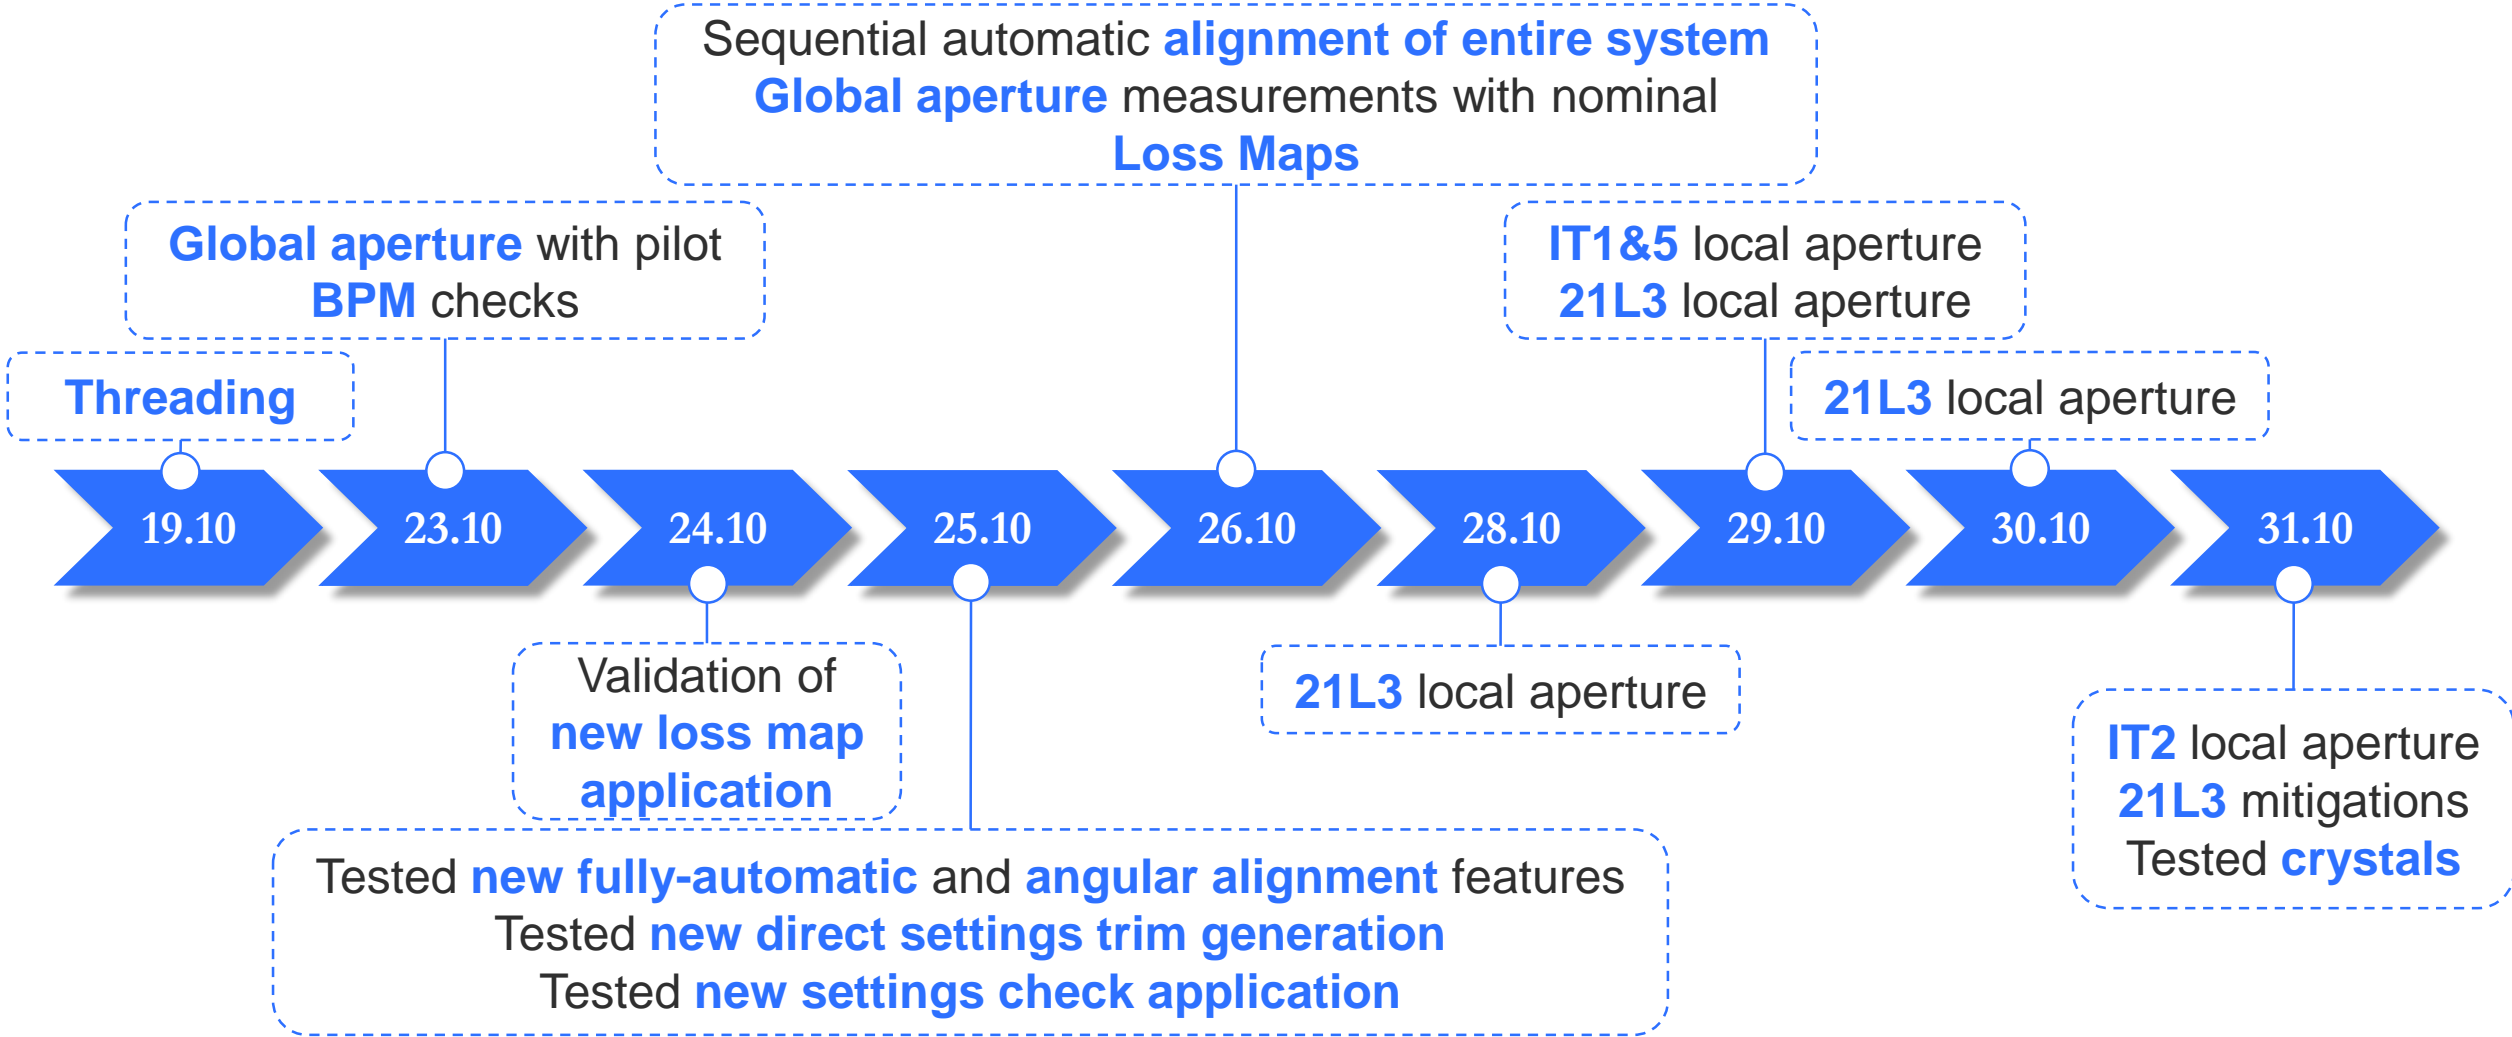 Sequential automatic alignment of entire system
Global aperture measurements with nominal
Loss Maps
Global aperture with pilot
BPM checks
IT1&5 local aperture
21L3 local aperture
Threading
21L3 local aperture
19.10
23.10
24.10
25.10
26.10
28.10
29.10
30.10
31.10
Validation of
new loss map
application
21L3 local aperture
IT2 local aperture
21L3 mitigations
Tested crystals
Tested new fully-automatic and angular alignment features
Tested new direct settings trim generation
Tested new settings check application